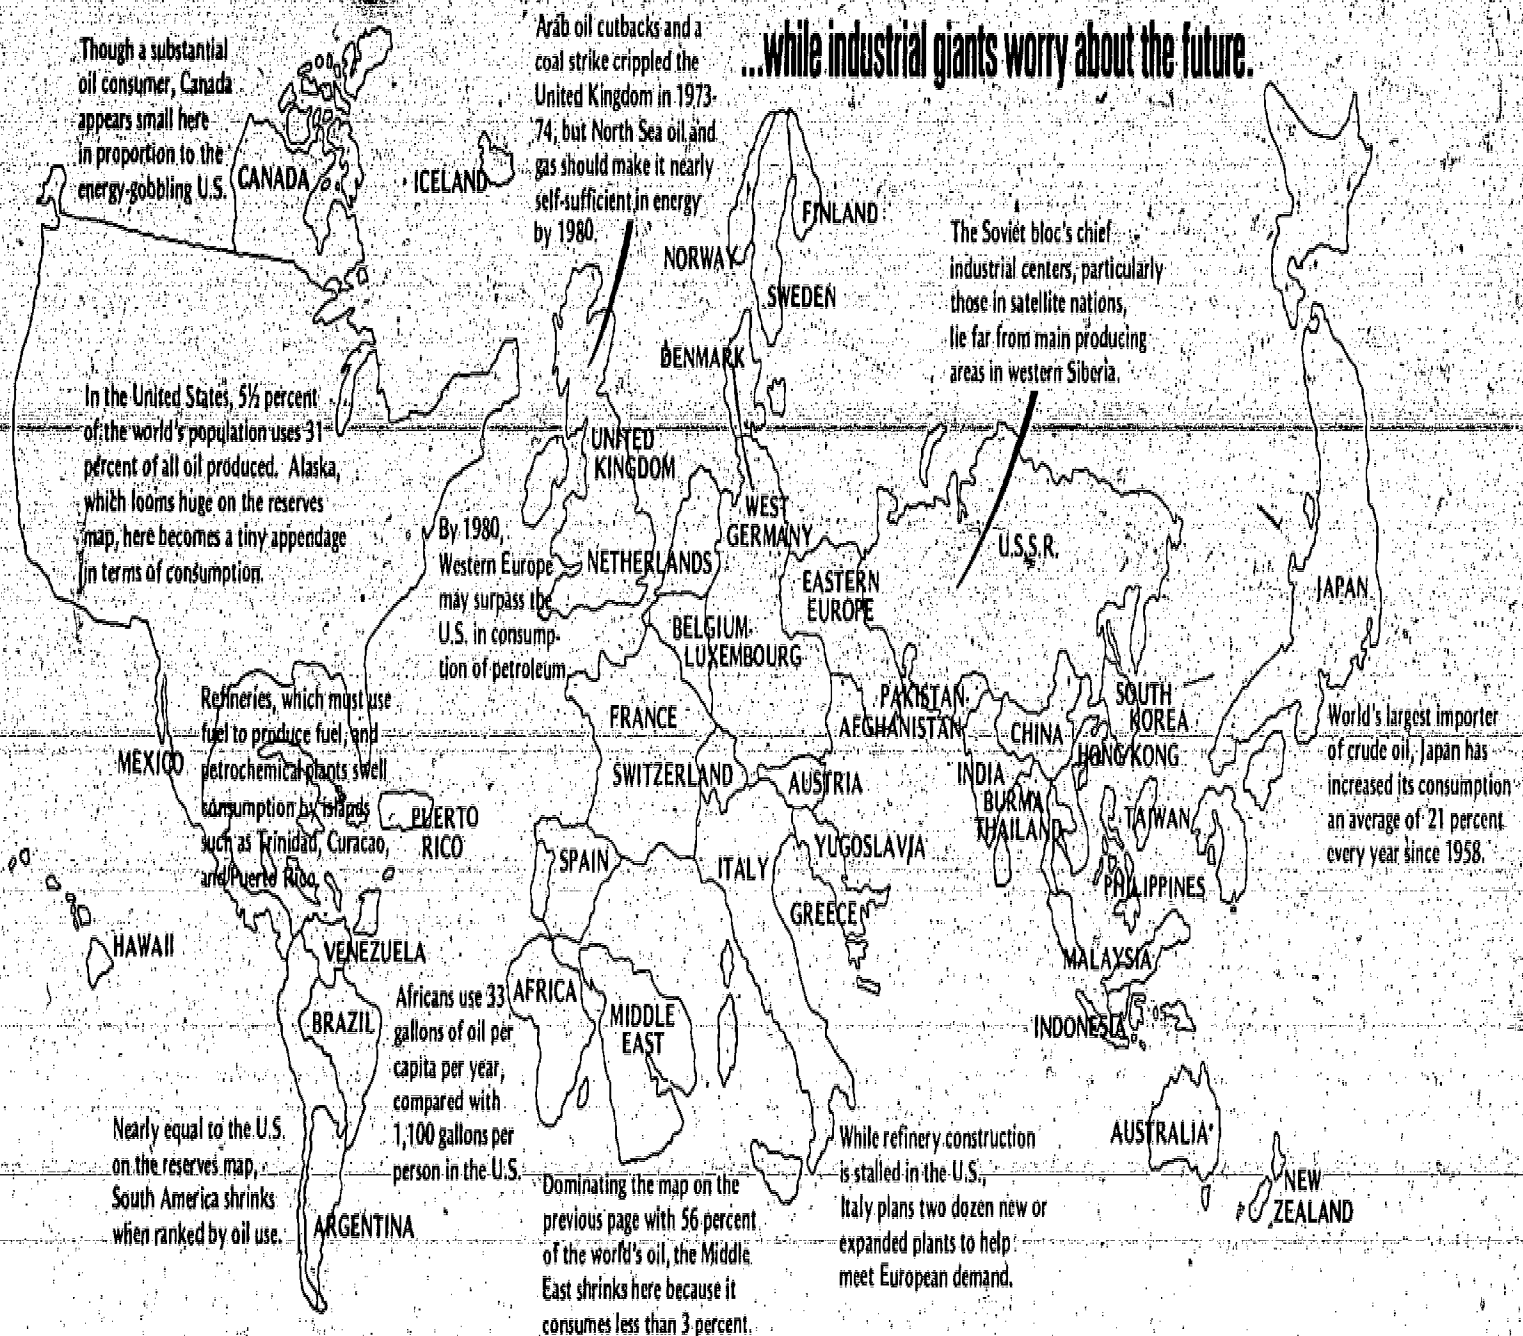 ...while industrial giants worry about the future.
Though a substantial
oil consumer, Canada
appears small here
in proportion to the
energy-gobbling U.S.
CANADA
ICELAND
Arab oil cutbacks and a
coal strike crippled the
United Kingdom in 1973-
74, but North Sea oil and
gas should make it nearly
self-sufficient in energy
by 1980.
FINLAND
NORWAY
SWEDEN
DENMARK
The Soviet bloc's chief
industrial centers, particularly
those in satellite nations,
lie far from main producing
areas in western Siberia.
In the United States, 5½ percent
of the world's population uses 31
percent of all oil produced. Alaska,
which looms huge on the reserves
map, here becomes a tiny appendage
in terms of consumption.
UNITED
KINGDOM
By 1980,
Western Europe
may surpass the
U.S. in consump-
tion of petroleum.
WEST
GERMANY
NETHERLANDS
U.S.S.R.
EASTERN
EUROPE
JAPAN
BELGIUM-
LUXEMBOURG
Refineries, which must use
fuel to produce fuel, and
petrochemical plants swell
consumption by islands
such as Trinidad, Curacao,
and Puerto Rico.
MEXICO
PUERTO
RICO
FRANCE
SWITZERLAND
AUSTRIA
PAKISTAN-
AFGHANISTAN
CHINA
SOUTH
KOREA
HONG KONG
INDIA
BURMA
THAILAND
TAIWAN
World's largest importer
of crude oil, Japan has
increased its consumption
an average of 21 percent
every year since 1958.
SPAIN
ITALY
YUGOSLAVIA
GREECE
PHILIPPINES
HAWAII
VENEZUELA
MALAYSIA
AFRICA
BRAZIL
MIDDLE
EAST
INDONESIA
Africans use 33
gallons of oil per
capita per year,
compared with
1,100 gallons per
person in the U.S.
Nearly equal to the U.S.
on the reserves map,
South America shrinks
when ranked by oil use.
ARGENTINA
Dominating the map on the
previous page with 56 percent
of the world's oil, the Middle
East shrinks here because it
consumes less than 3 percent.
While refinery construction
is stalled in the U.S.,
Italy plans two dozen new or
expanded plants to help
meet European demand.
AUSTRALIA
NEW
ZEALAND